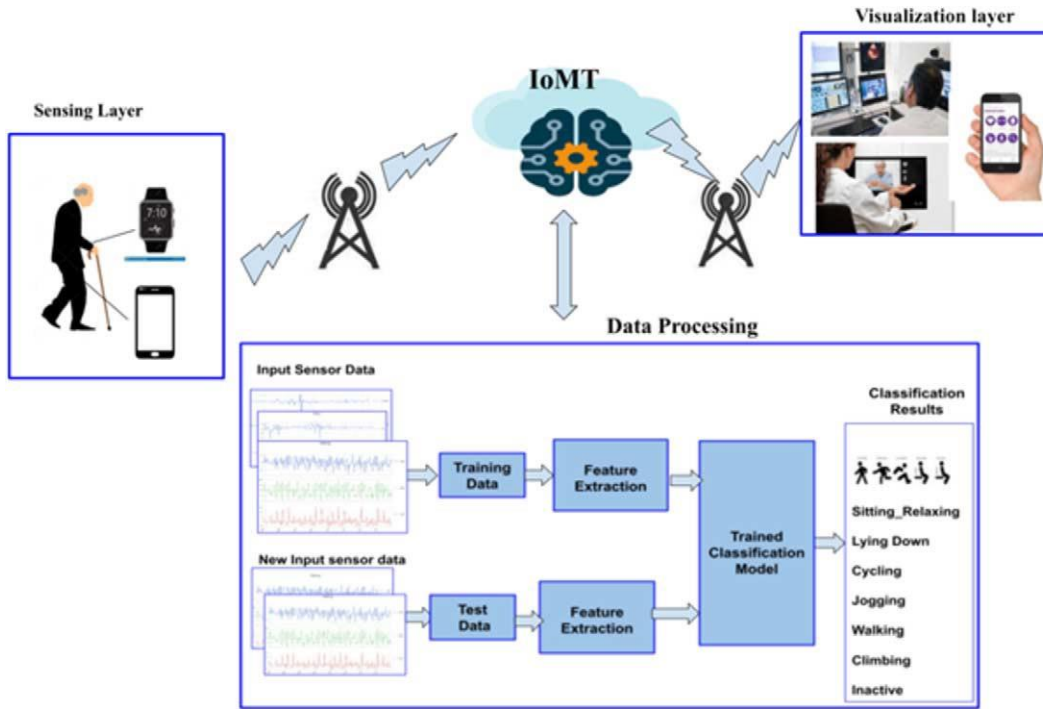 Visualization layer
IoMT
Sensing Layer
7:10
Data Processing
Input Sensor Data
Classification
Results
Training
Data
Feature
Extraction
Trained
Classification
Model
Sitting_Relaxing
Lying Down
Cycling
Jogging
Walking
Climbing
Inactive
New Input sensor data
Test
Data
Feature
Extraction